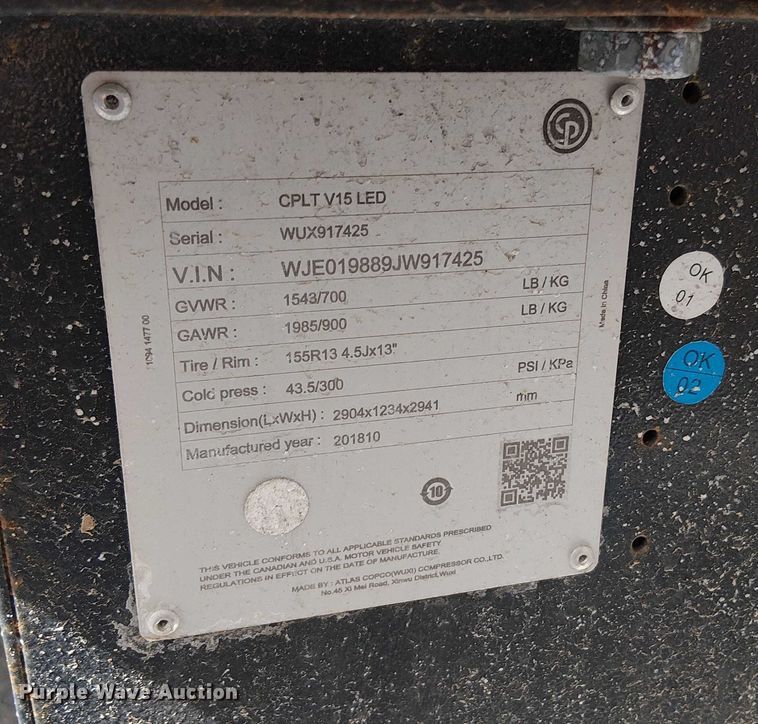 CP
Model : CPLT V15 LED
Serial : WUX917425
V.I.N : WJE019889JW917425
GVWR : 1543/700 LB / KG
GAWR : 1985/900 LB / KG
Tire / Rim : 155R13 4.5Jx13"
Cold press : 43.5/300 PSI / KPa
Dimension(LxWxH) : 2904x1234x2941 mm
Manufactured year : 201810
1094 1477 00
Made in China
OK
01
OK
02
10
THIS VEHICLE CONFORMS TO ALL APPLICABLE STANDARDS PRESCRIBED
UNDER THE CANADIAN AND U.S.A. MOTOR VEHICLE SAFETY
REGULATIONS IN EFFECT ON THE DATE OF MANUFACTURE.
MADE BY : ATLAS COPCO(WUXI) COMPRESSOR CO.,LTD.
No.45 Xi Mei Road, Xinwu District,Wuxi
Purple Wave Auction